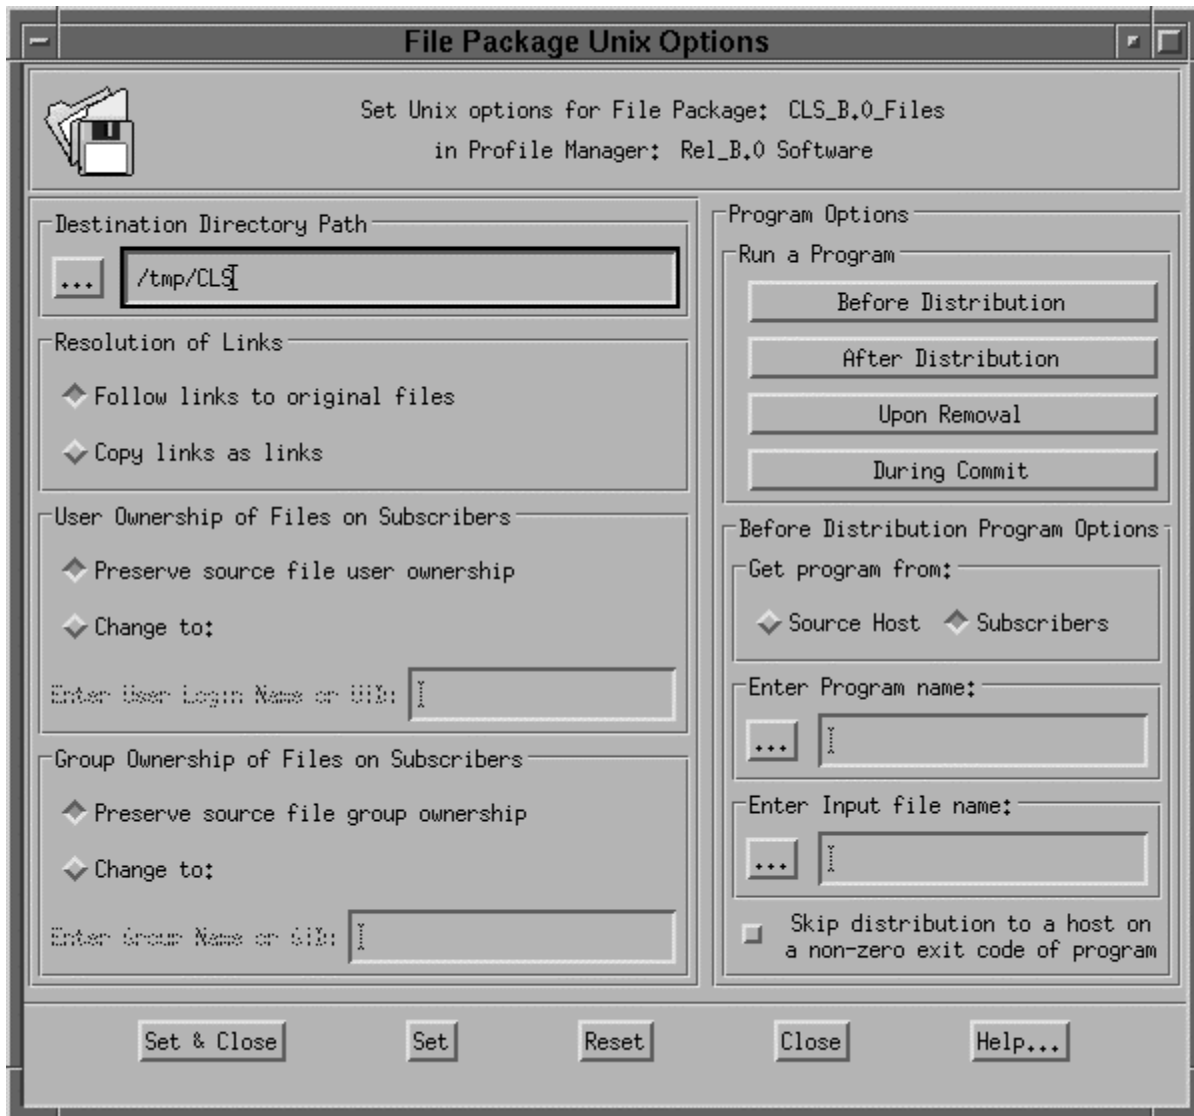 File Package Unix Options
Set Unix options for File Package: CLS_B.0_Files
in Profile Manager: Rel_B.0 Software
Destination Directory Path
... /tmp/CLS
Resolution of Links
Follow links to original files
Copy links as links
User Ownership of Files on Subscribers
Preserve source file user ownership
Change to:
Enter User Login Name or UID:
Group Ownership of Files on Subscribers
Preserve source file group ownership
Change to:
Enter Group Name or GID:
Program Options
Run a Program
Before Distribution
After Distribution
Upon Removal
During Commit
Before Distribution Program Options
Get program from:
Source Host Subscribers
Enter Program name:
...
Enter Input file name:
...
Skip distribution to a host on
a non-zero exit code of program
Set & Close Set Reset Close Help...